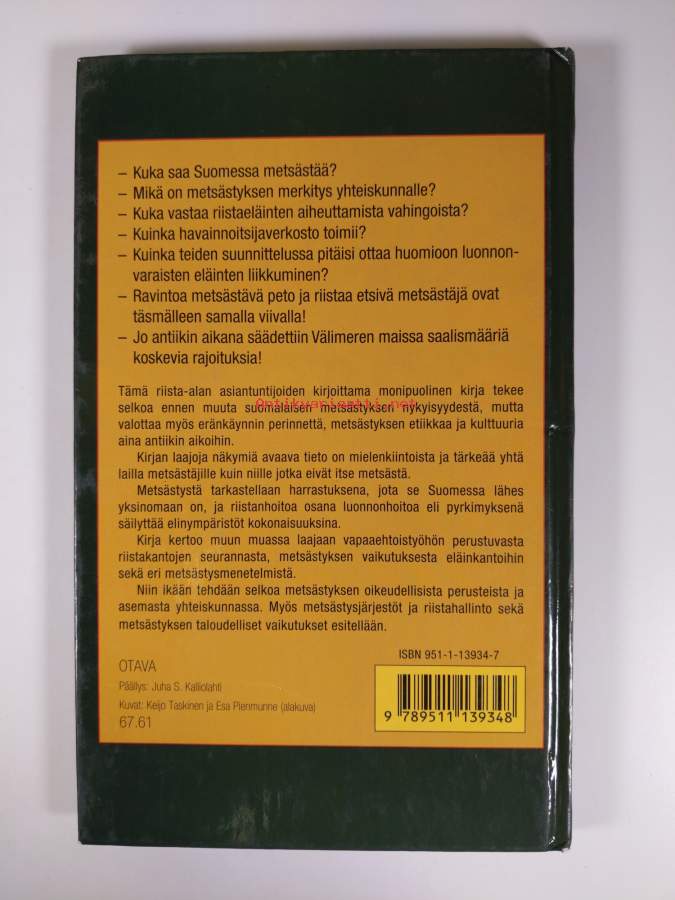 – Kuka saa Suomessa metsästää?
– Mikä on metsästyksen merkitys yhteiskunnalle?
– Kuka vastaa riistaeläinten aiheuttamista vahingoista?
– Kuinka havainnoitsijaverkosto toimii?
– Kuinka teiden suunnittelussa pitäisi ottaa huomioon luonnon-
varaisten eläinten liikkuminen?
– Ravintoa metsästävä peto ja riistaa etsivä metsästäjä ovat
täsmälleen samalla viivalla!
– Jo antiikin aikana säädettiin Välimeren maissa saalismääriä
koskevia rajoituksia!
Tämä riista-alan asiantuntijoiden kirjoittama monipuolinen kirja tekee
selkoa ennen muuta suomalaisen metsästyksen nykyisyydestä, mutta
Antikvariaatti.net
valottaa myös eränkäynnin perinnettä, metsästyksen etiikkaa ja kulttuuria
aina antiikin aikoihin.
Kirjan laajoja näkymiä avaava tieto on mielenkiintoista ja tärkeää yhtä
lailla metsästäjille kuin niille jotka eivät itse metsästä.
Metsästystä tarkastellaan harrastuksena, jota se Suomessa lähes
yksinomaan on, ja riistanhoitoa osana luonnonhoitoa eli pyrkimyksenä
säilyttää elinympäristöt kokonaisuuksina.
Kirja kertoo muun muassa laajaan vapaaehtoistyöhön perustuvasta
riistakantojen seurannasta, metsästyksen vaikutuksesta eläinkantoihin
sekä eri metsästysmenetelmistä.
Niin ikään tehdään selkoa metsästyksen oikeudellisista perusteista ja
asemasta yhteiskunnassa. Myös metsästysjärjestöt ja riistahallinto sekä
metsästyksen taloudelliset vaikutukset esitellään.
ISBN 951-1-13934-7
OTAVA
Päällys: Juha S. Kalliolahti
Kuvat: Keijo Taskinen ja Esa Pienmunne (alakuva)
67.61
9 789511 139348